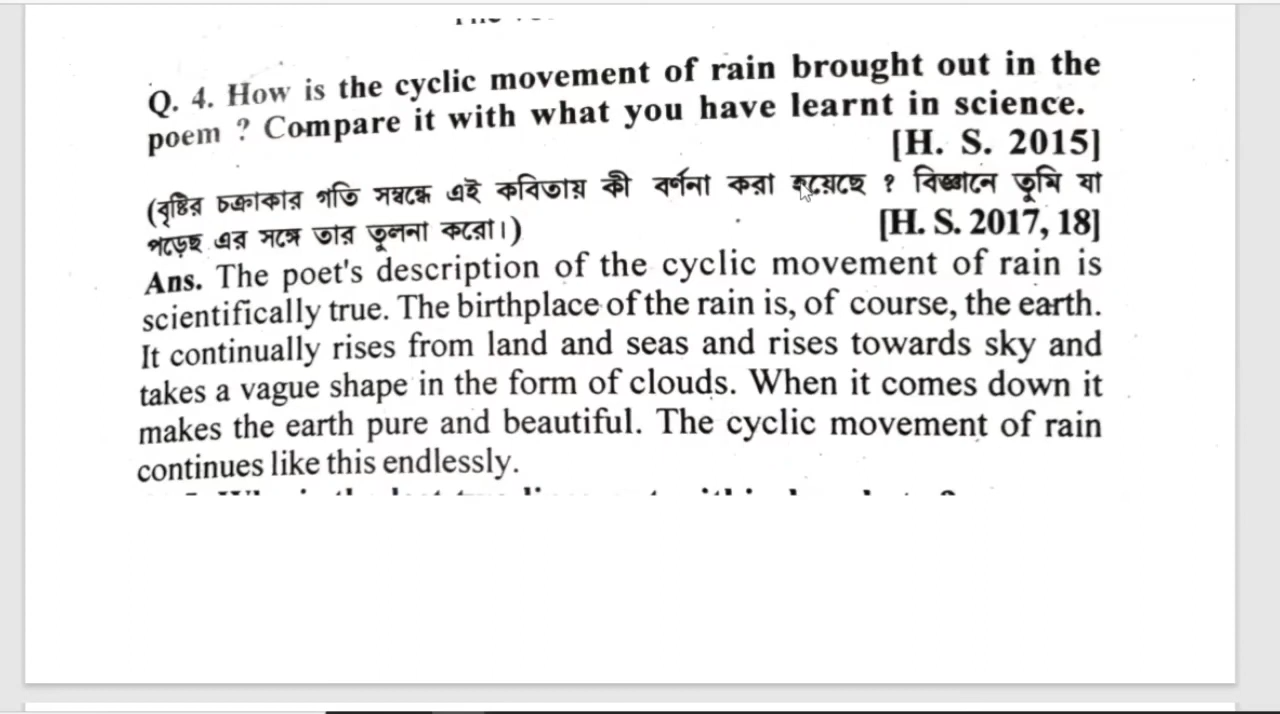 Q. 4. How is the cyclic movement of rain brought out in the
poem ? Compare it with what you have learnt in science.
[H. S. 2015]
(বৃষ্টির চক্রাকার গতি সম্বন্ধে এই কবিতায় কী বর্ণনা করা হয়েছে ? বিজ্ঞানে তুমি যা
পড়েছ এর সঙ্গে তার তুলনা করো।) [H. S. 2017, 18]
Ans. The poet's description of the cyclic movement of rain is
scientifically true. The birthplace of the rain is, of course, the earth.
It continually rises from land and seas and rises towards sky and
takes a vague shape in the form of clouds. When it comes down it
makes the earth pure and beautiful. The cyclic movement of rain
continues like this endlessly.